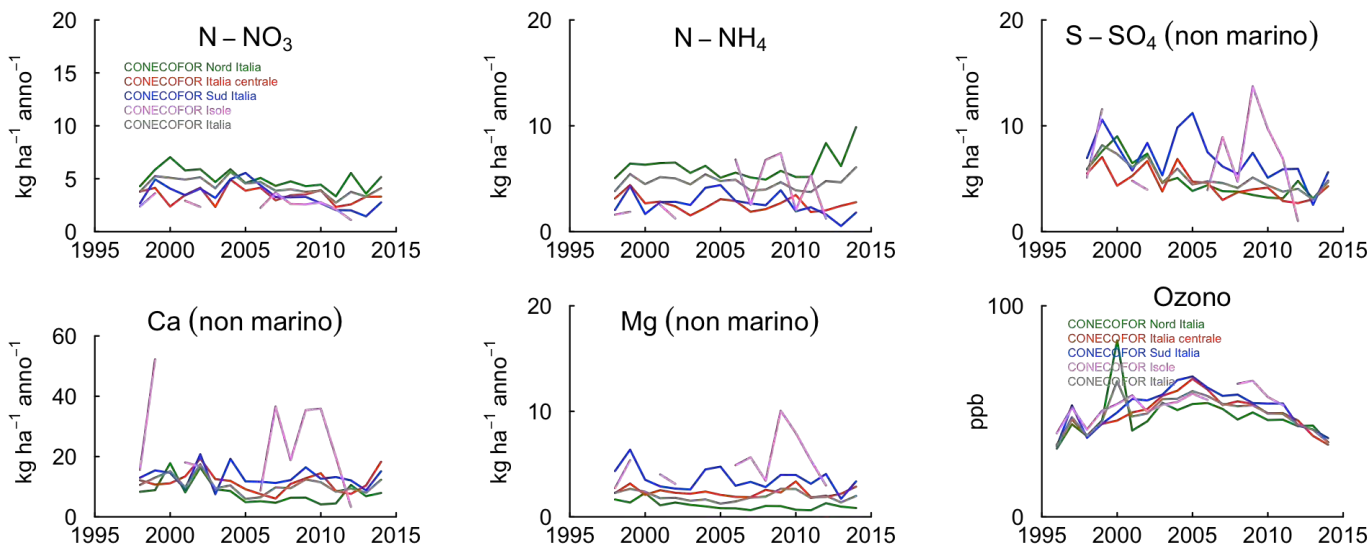 N − NO₃
kg ha⁻¹ anno⁻¹
20
15
10
5
0
1995 2000 2005 2010 2015
CONECOFOR Nord Italia
CONECOFOR Italia centrale
CONECOFOR Sud Italia
CONECOFOR Isole
CONECOFOR Italia
N − NH₄
kg ha⁻¹ anno⁻¹
20
10
0
1995 2000 2005 2010 2015
S − SO₄ (non marino)
kg ha⁻¹ anno⁻¹
20
10
0
1995 2000 2005 2010 2015
Ca (non marino)
kg ha⁻¹ anno⁻¹
60
40
20
0
1995 2000 2005 2010 2015
Mg (non marino)
kg ha⁻¹ anno⁻¹
20
10
0
1995 2000 2005 2010 2015
Ozono
ppb
100
0
1995 2000 2005 2010 2015
CONECOFOR Nord Italia
CONECOFOR Italia centrale
CONECOFOR Sud Italia
CONECOFOR Isole
CONECOFOR Italia